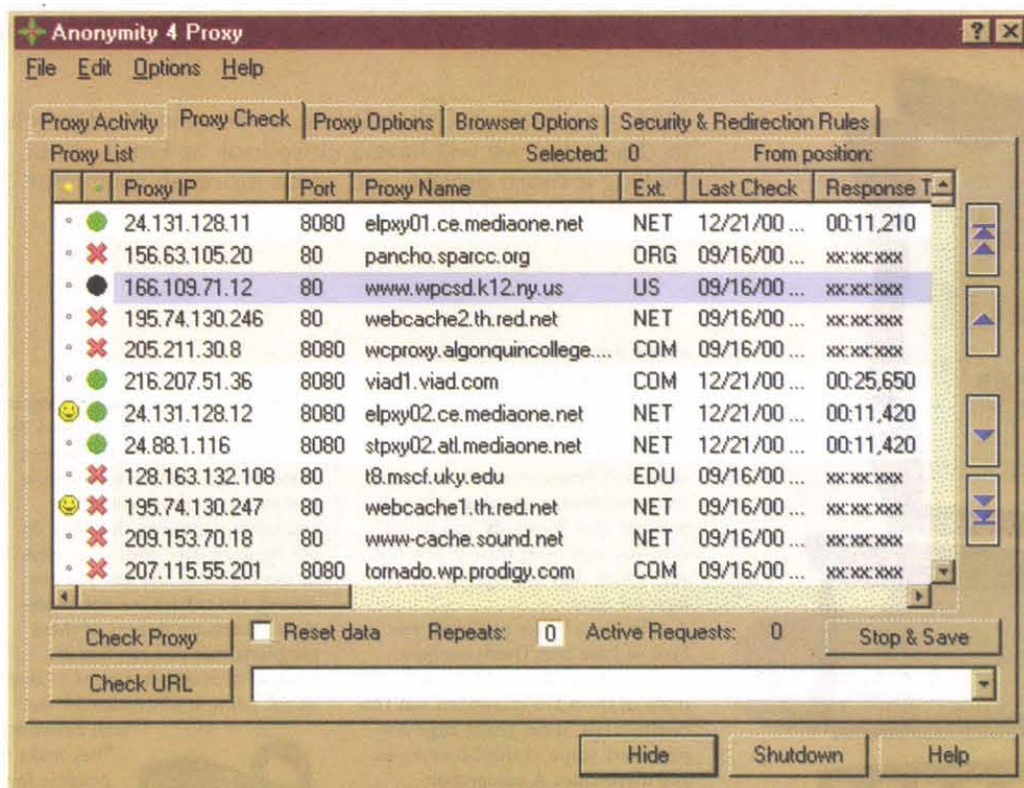 Anonymity 4 Proxy
File Edit Options Help
Proxy Activity Proxy Check Proxy Options Browser Options Security & Redirection Rules
Proxy List Selected: 0 From position:
Proxy IP Port Proxy Name Ext. Last Check Response T
24.131.128.11 8080 elpxy01.ce.mediaone.net NET 12/21/00 ... 00:11,210
156.63.105.20 80 pancho.sparcc.org ORG 09/16/00 ... xx:xx:xxx
166.109.71.12 80 www.wpcsd.k12.ny.us US 09/16/00 ... xx:xx:xxx
195.74.130.246 80 webcache2.th.red.net NET 09/16/00 ... xx:xx:xxx
205.211.30.8 8080 wcproxy.algonquincollege.... COM 09/16/00 ... xx:xx:xxx
216.207.51.36 8080 viad1.viad.com COM 12/21/00 ... 00:25,650
24.131.128.12 8080 elpxy02.ce.mediaone.net NET 12/21/00 ... 00:11,420
24.88.1.116 8080 stpxy02.atl.mediaone.net NET 12/21/00 ... 00:11,420
128.163.132.108 80 t8.mscf.uky.edu EDU 09/16/00 ... xx:xx:xxx
195.74.130.247 80 webcache1.th.red.net NET 09/16/00 ... xx:xx:xxx
209.153.70.18 80 www-cache.sound.net NET 09/16/00 ... xx:xx:xxx
207.115.55.201 8080 tornado.wp.prodigy.com COM 09/16/00 ... xx:xx:xxx
Check Proxy Reset data Repeats: 0 Active Requests: 0 Stop & Save
Check URL
Hide Shutdown Help